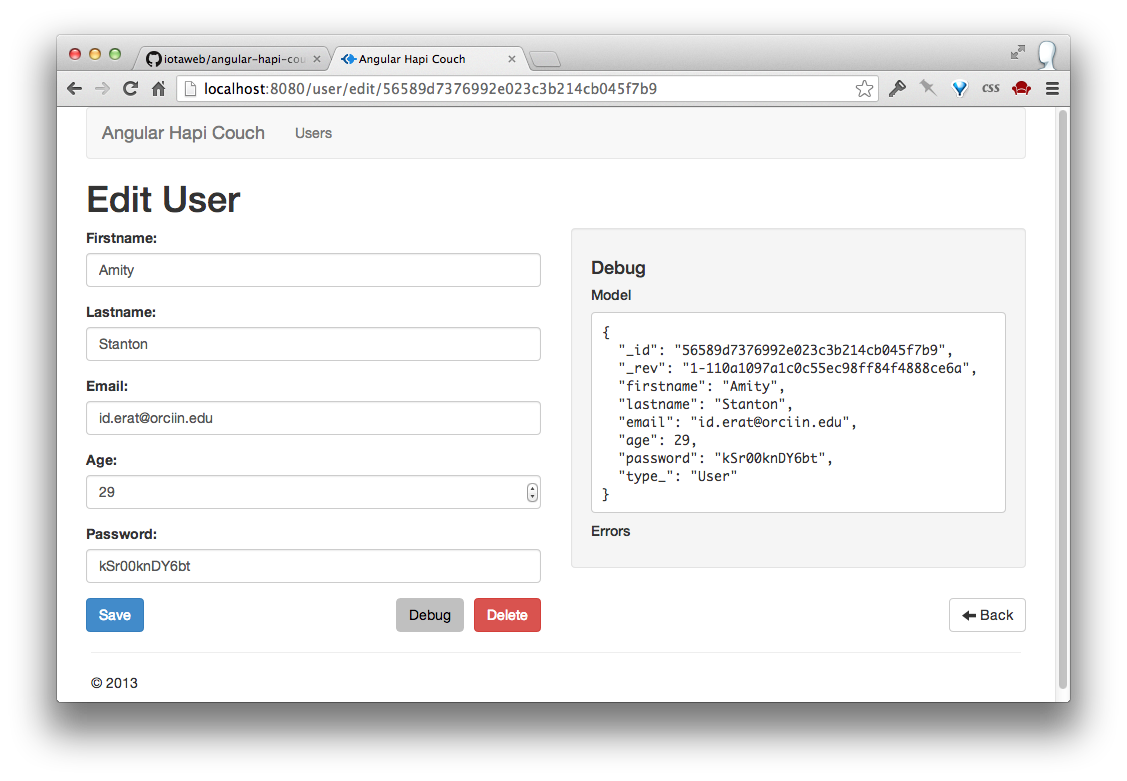 iotaweb/angular-hapi-cou
Angular Hapi Couch
localhost:8080/user/edit/56589d7376992e023c3b214cb045f7b9
CSS
Angular Hapi Couch Users
Edit User
Firstname:
Amity
Lastname:
Stanton
Email:
id.erat@orciin.edu
Age:
29
Password:
kSr00knDY6bt
Save Debug Delete
Debug
Model
{
"_id": "56589d7376992e023c3b214cb045f7b9",
"_rev": "1-110a1097a1c0c55ec98ff84f4888ce6a",
"firstname": "Amity",
"lastname": "Stanton",
"email": "id.erat@orciin.edu",
"age": 29,
"password": "kSr00knDY6bt",
"type_": "User"
}
Errors
Back
© 2013